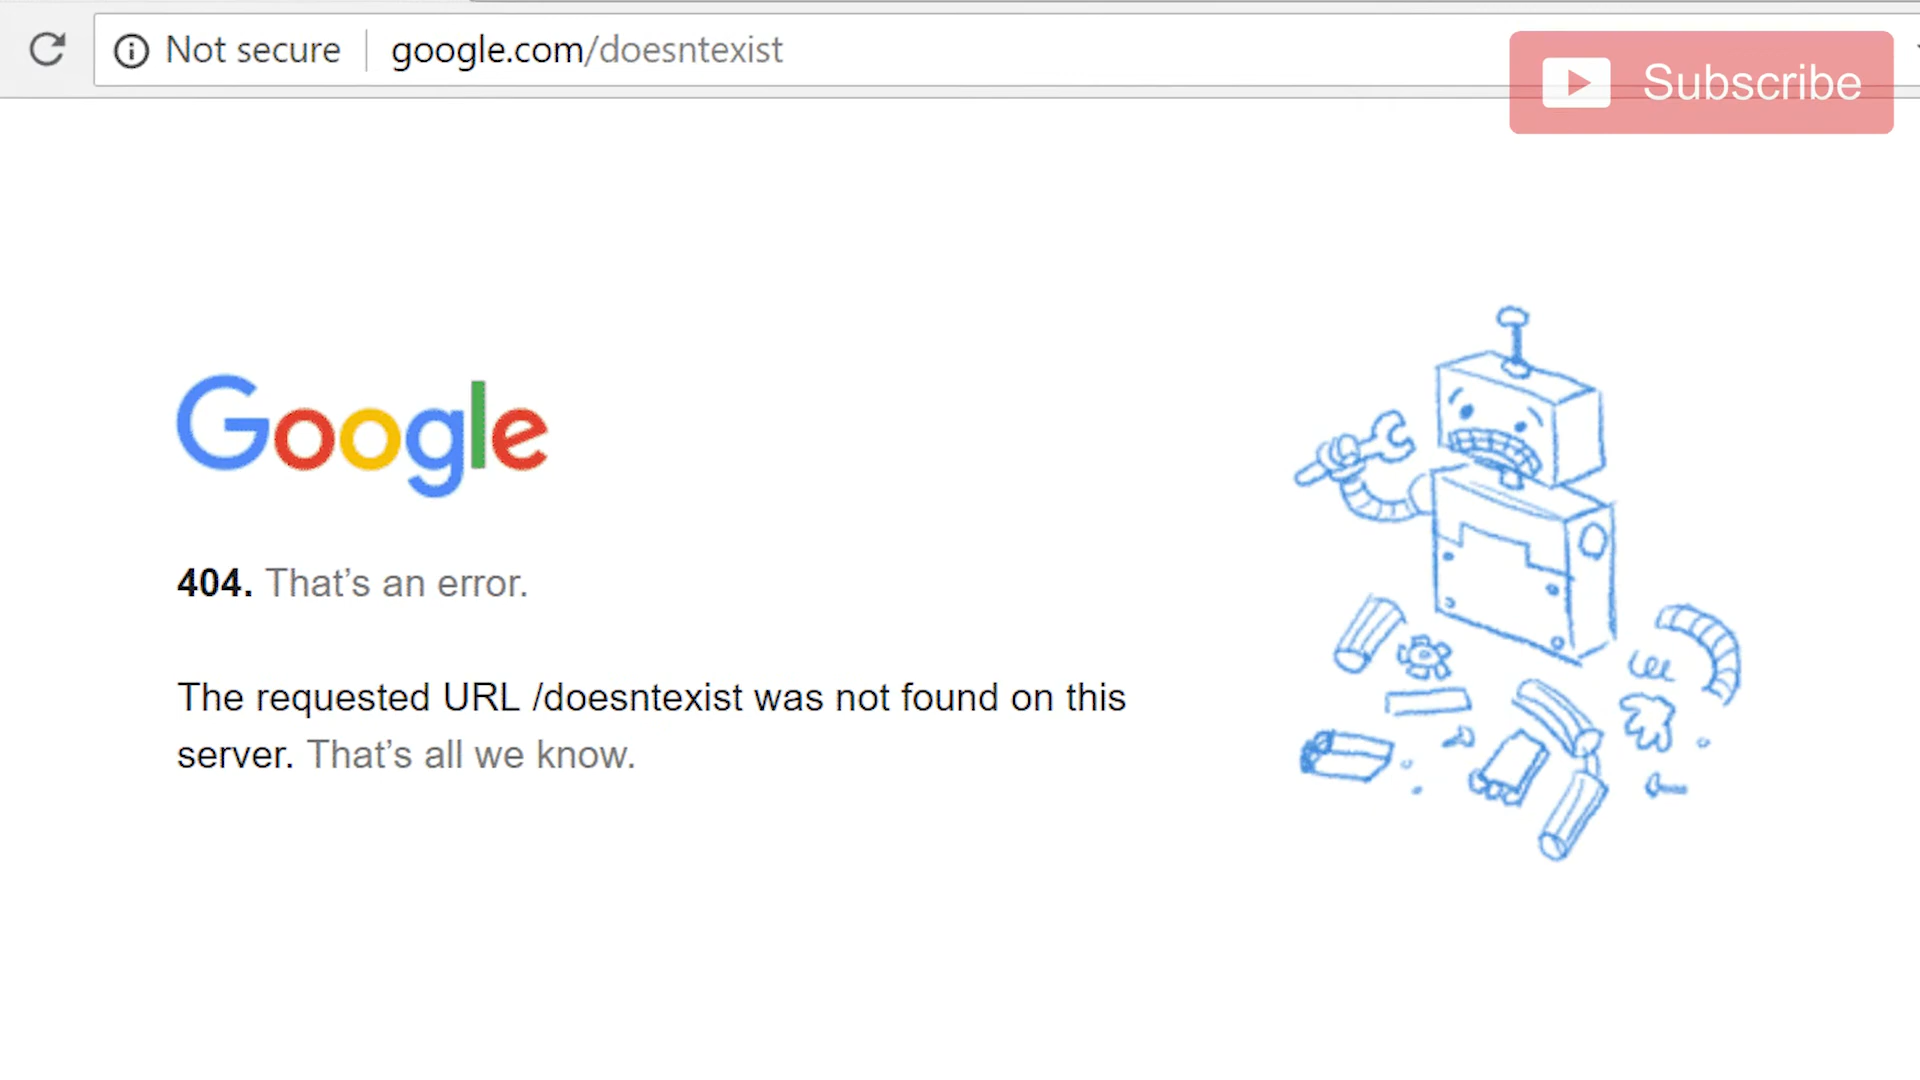 Not secure google.com/doesntexist
Subscribe
Google
404. That’s an error.
The requested URL /doesntexist was not found on this
server. That’s all we know.